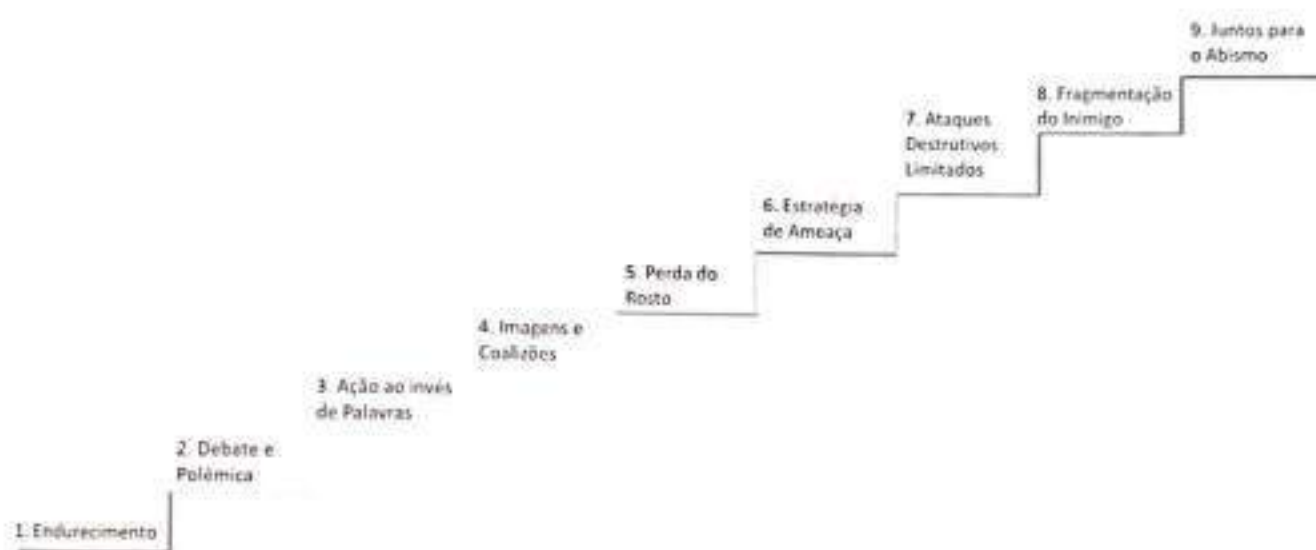 1. Endurecimento
2. Debate e
Polêmica
3. Ação ao invés
de Palavras
4. Imagens e
Coalizões
5. Perda do
Rosto
6. Estrategia
de Ameaça
7. Ataques
Destrutivos
Limitados
8. Fragmentação
do Inimigo
9. Juntos para
o Abismo